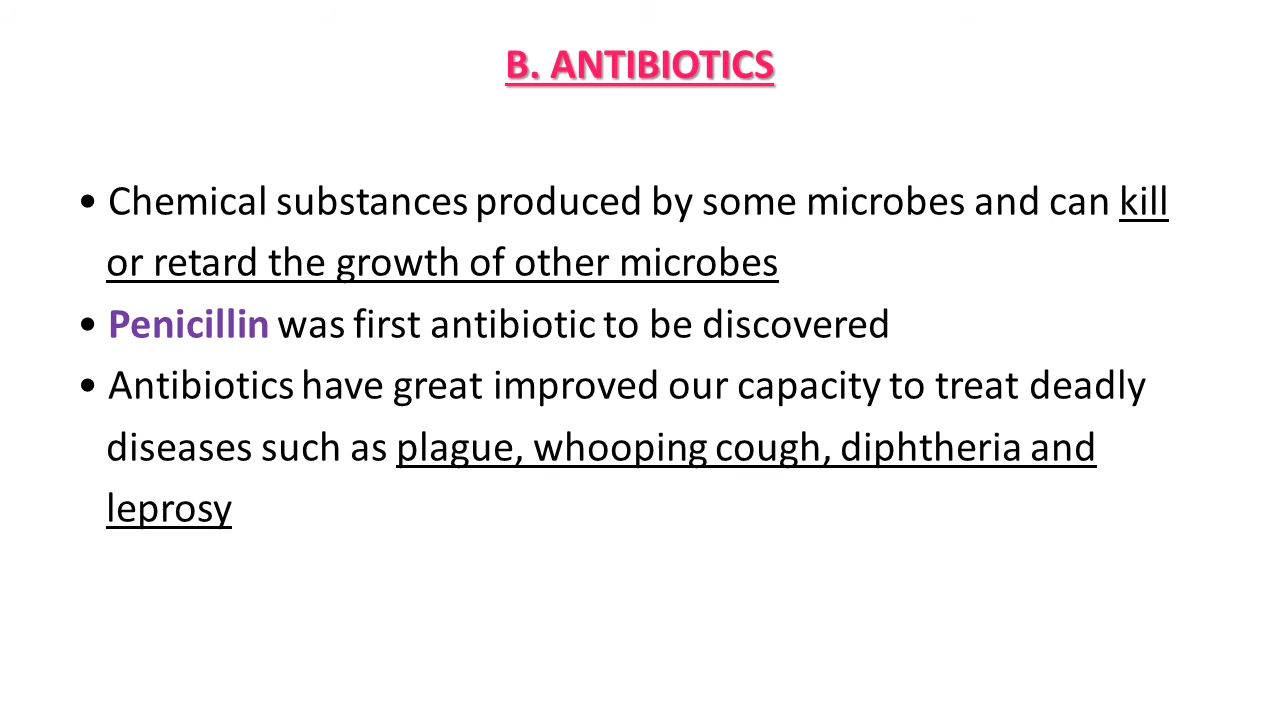 B. ANTIBIOTICS
• Chemical substances produced by some microbes and can kill
or retard the growth of other microbes
• Penicillin was first antibiotic to be discovered
• Antibiotics have great improved our capacity to treat deadly
diseases such as plague, whooping cough, diphtheria and
leprosy